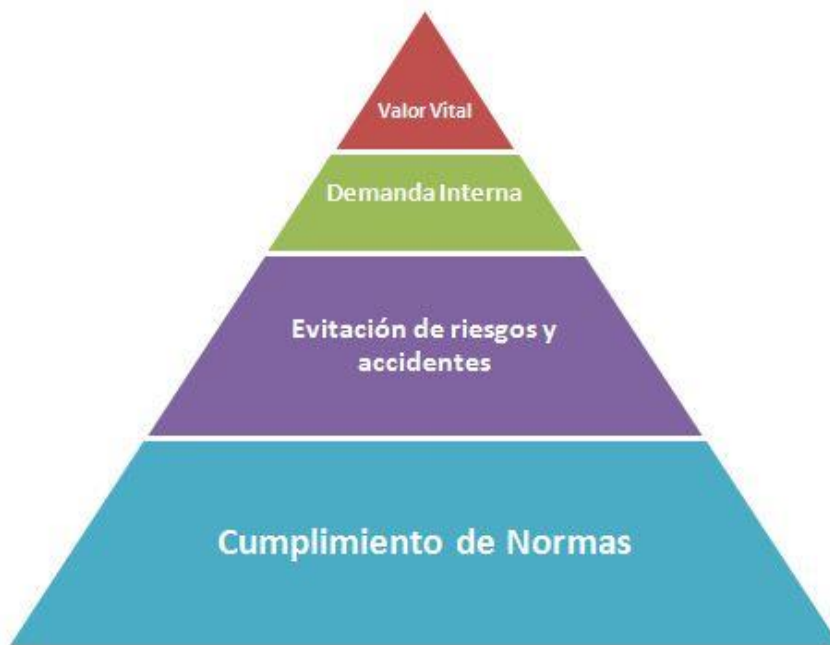 Valor Vital
Demanda Interna
Evitación de riesgos y
accidentes
Cumplimiento de Normas